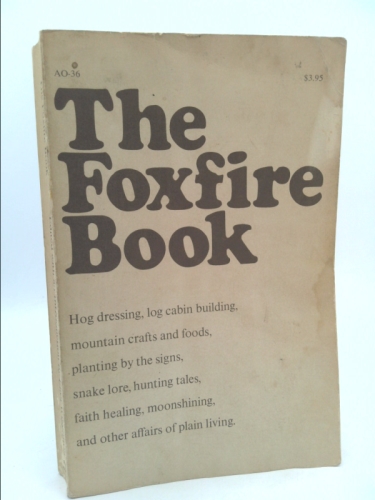 AO-36
$3.95
The
Foxfire
Book
Hog dressing, log cabin building,
mountain crafts and foods,
planting by the signs,
snake lore, hunting tales,
faith healing, moonshining,
and other affairs of plain living.